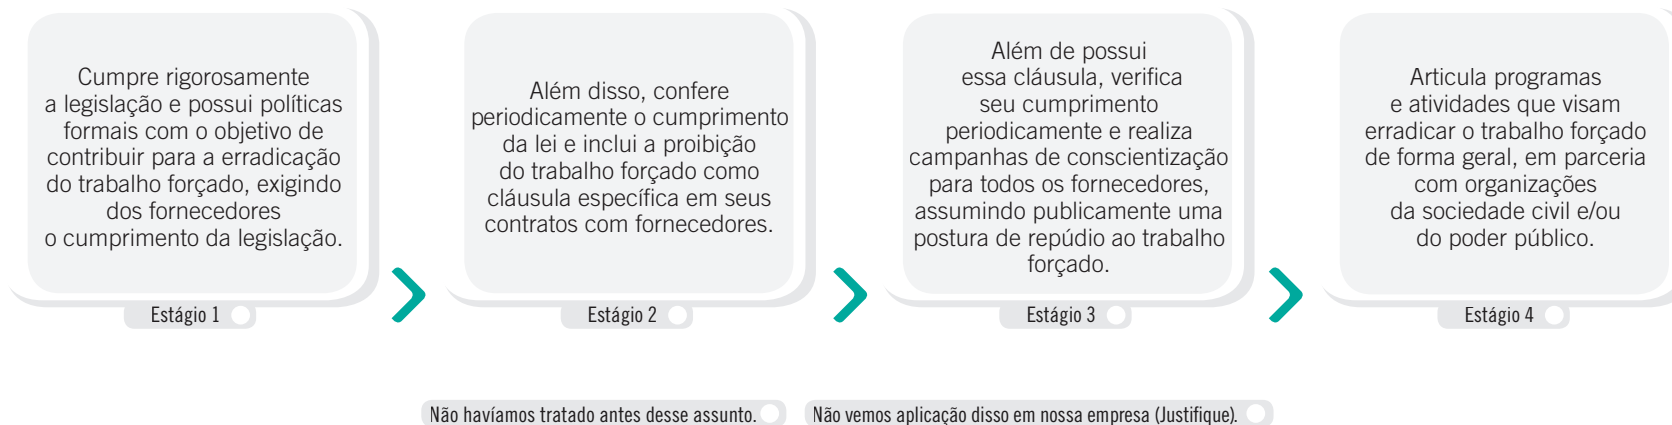 Cumpre rigorosamente
a legislação e possui políticas
formais com o objetivo de
contribuir para a erradicação
do trabalho forçado, exigindo
dos fornecedores
o cumprimento da legislação.
Estágio 1
Além disso, confere
periodicamente o cumprimento
da lei e inclui a proibição
do trabalho forçado como
cláusula específica em seus
contratos com fornecedores.
Estágio 2
Além de possui
essa cláusula, verifica
seu cumprimento
periodicamente e realiza
campanhas de conscientização
para todos os fornecedores,
assumindo publicamente uma
postura de repúdio ao trabalho
forçado.
Estágio 3
Articula programas
e atividades que visam
erradicar o trabalho forçado
de forma geral, em parceria
com organizações
da sociedade civil e/ou
do poder público.
Estágio 4
Não havíamos tratado antes desse assunto.
Não vemos aplicação disso em nossa empresa (Justifique).